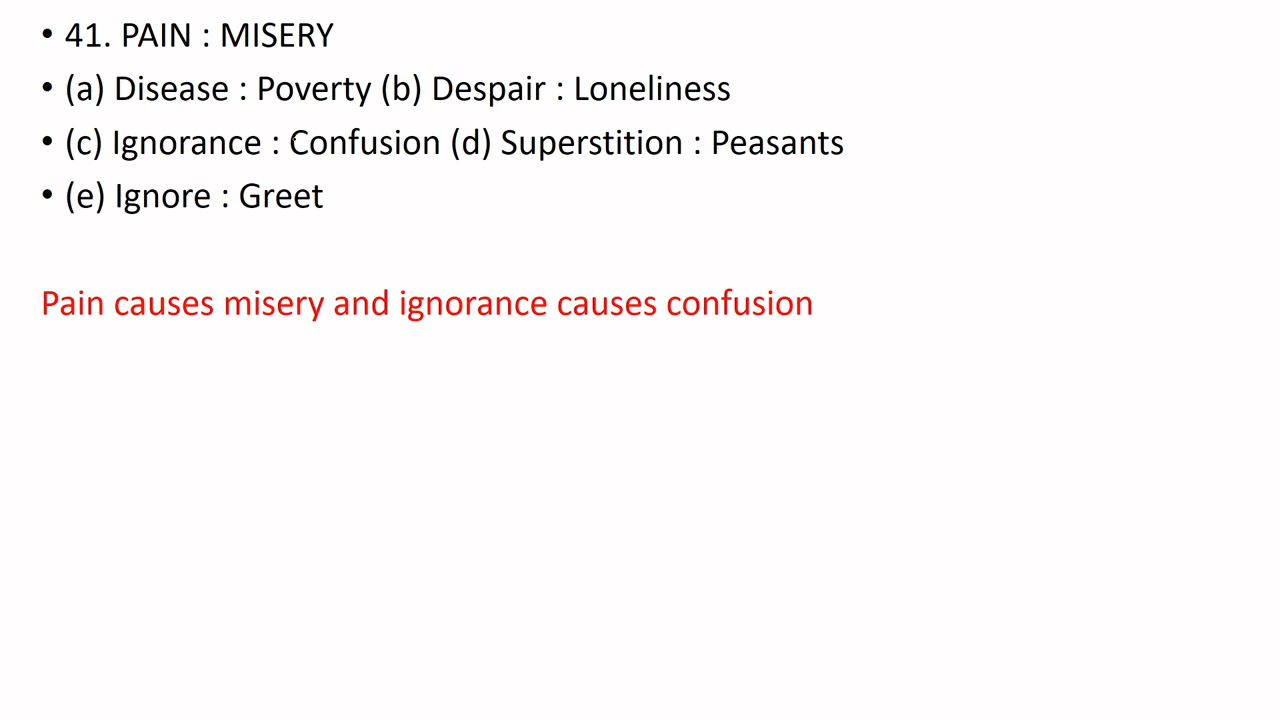 • 41. PAIN : MISERY
• (a) Disease : Poverty (b) Despair : Loneliness
• (c) Ignorance : Confusion (d) Superstition : Peasants
• (e) Ignore : Greet
Pain causes misery and ignorance causes confusion